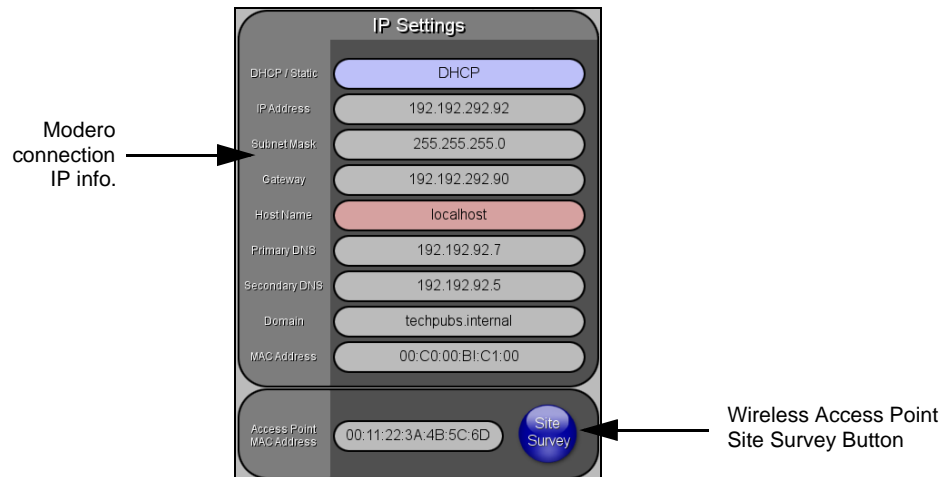 IP Settings
DHCP / Static
DHCP
IP Address
192.192.292.92
Modero
connection
IP info.
Subnet Mask
255.255.255.0
Gateway
192.192.292.90
Host Name
localhost
Primary DNS
192.192.92.7
Secondary DNS
192.192.92.5
Domain
techpubs.internal
MAC Address
00:C0:00:BI:C1:00
Access Point
MAC Address
00:11:22:3A:4B:5C:6D
Site
Survey
Wireless Access Point
Site Survey Button